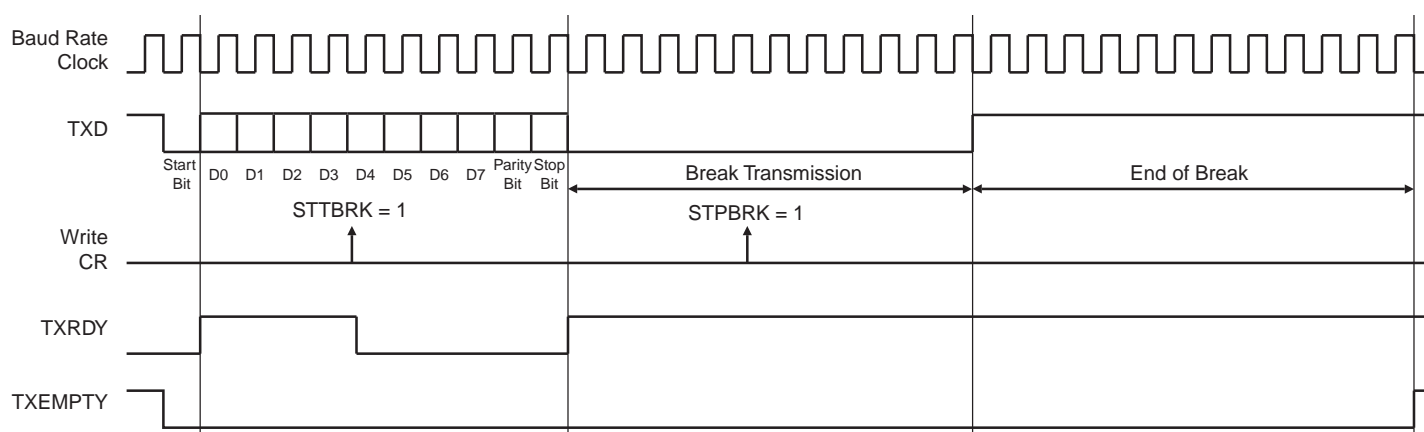 Baud Rate
Clock
TXD
Start
Bit
D0 D1 D2 D3 D4 D5 D6 D7
Parity
Bit
Stop
Bit
Break Transmission
End of Break
STTBRK = 1
STPBRK = 1
Write
CR
TXRDY
TXEMPTY